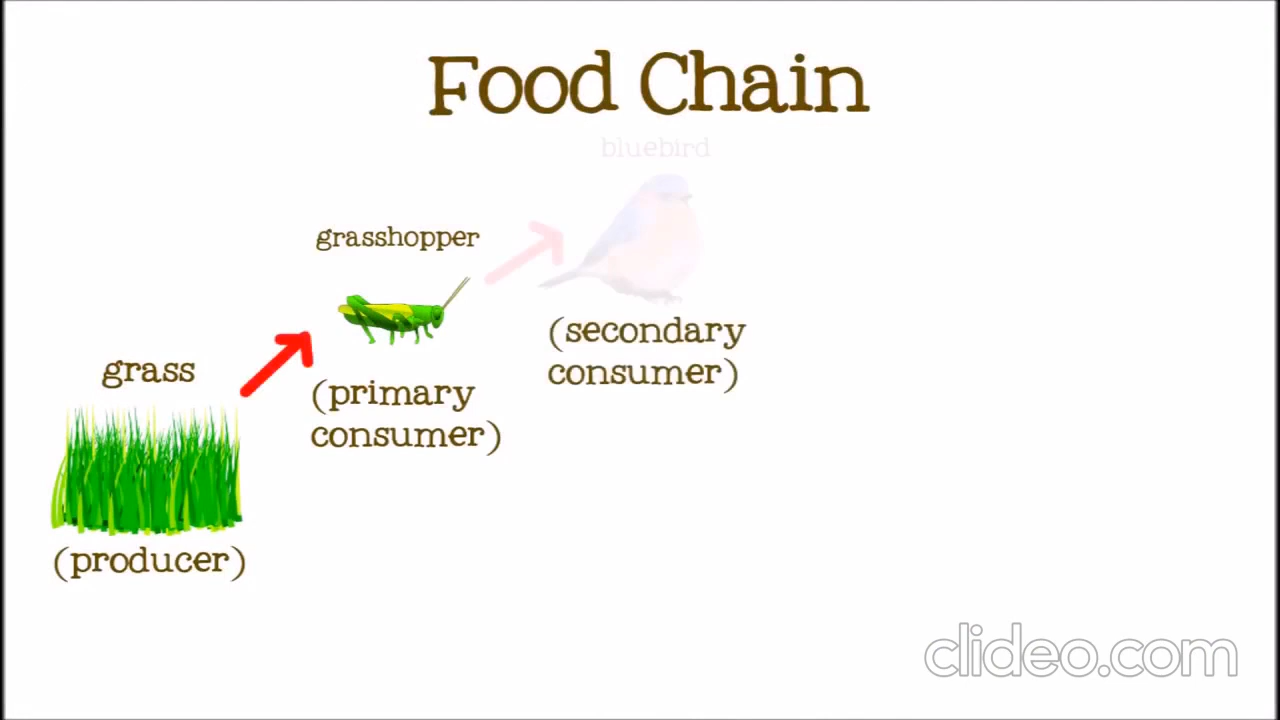 Food Chain
bluebird
grasshopper
(secondary
consumer)
grass
(primary
consumer)
(producer)
clideo.com